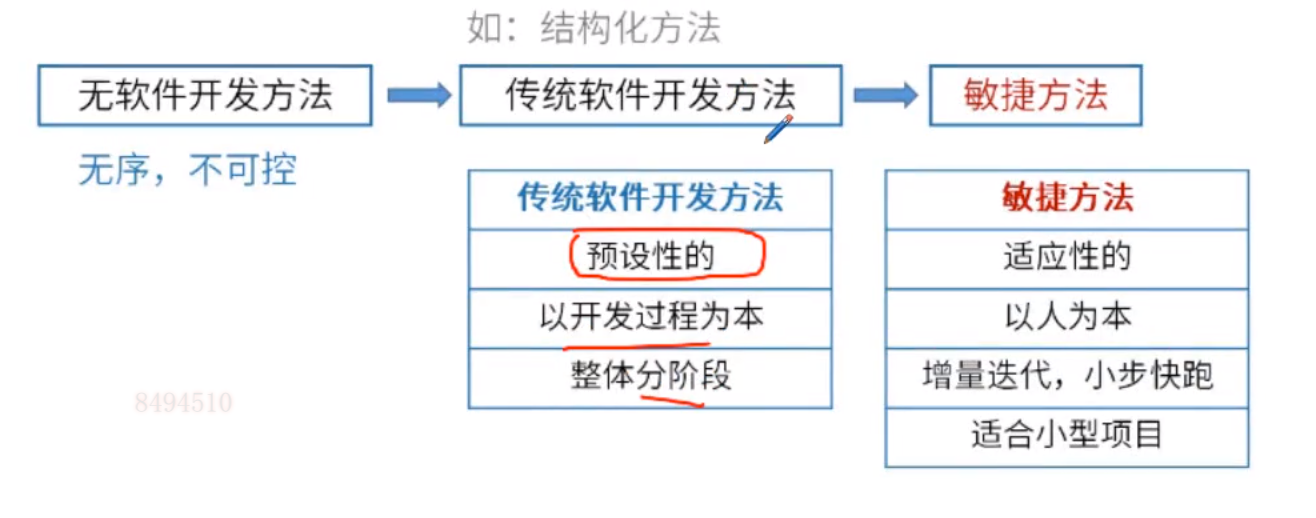 如：结构化方法
无软件开发方法
传统软件开发方法
敏捷方法
无序，不可控
传统软件开发方法
预设性的
以开发过程为本
整体分阶段
敏捷方法
适应性的
以人为本
增量迭代，小步快跑
适合小型项目
8494510